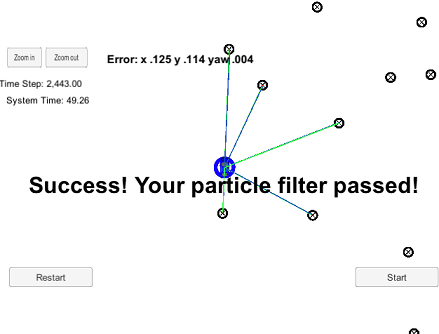 Zoom in
Zoom out
Error: x .125 y .114 yaw .004
Time Step: 2,443.00
System Time: 49.26
Success! Your particle filter passed!
Restart
Start